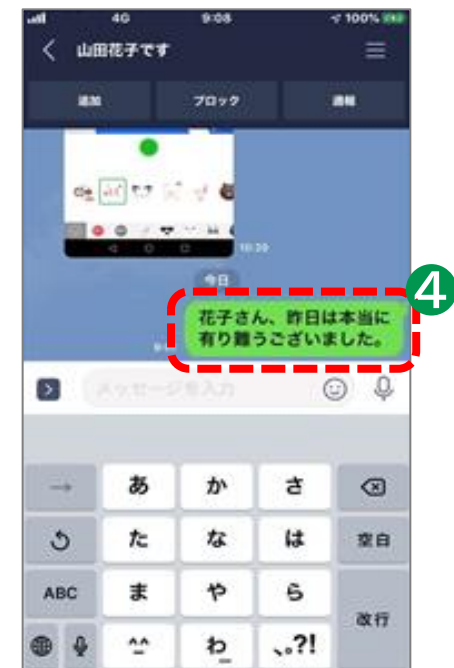 4G 9:08 100%
山田花子です
追加 ブロック 通報
10:39
今日
4
花子さん、昨日は本当に
有り難うございました。
メッセージを入力
→ あ か さ
た な は 空白
ABC ま や ら
改行
^^ わ_ 、。?!